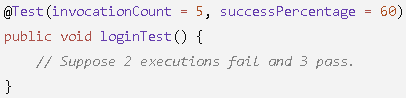 @Test(invocationCount = 5, successPercentage = 60)
public void loginTest() {
    // Suppose 2 executions fail and 3 pass.
}